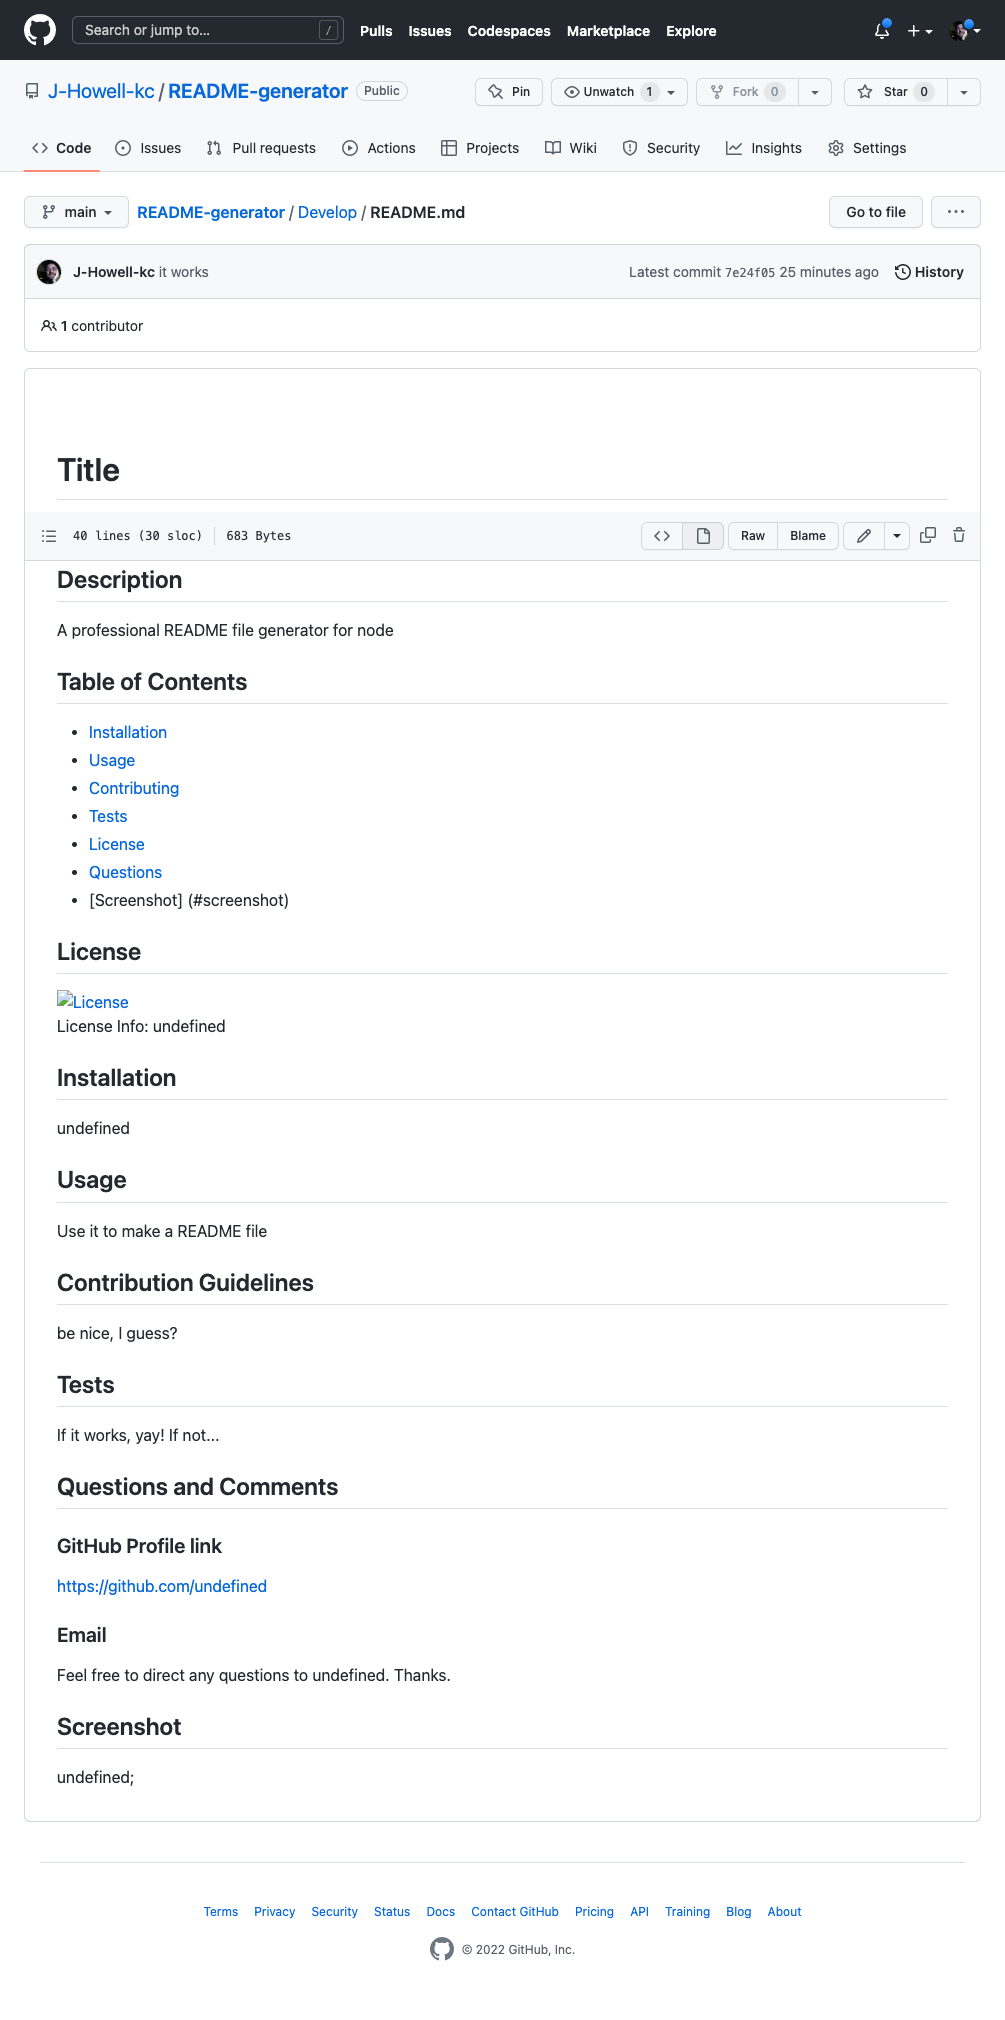 Search or jump to... /
Pulls Issues Codespaces Marketplace Explore
J-Howell-kc / README-generator Public
Pin Unwatch 1 Fork 0 Star 0
Code Issues Pull requests Actions Projects Wiki Security Insights Settings
main README-generator / Develop / README.md Go to file ...
J-Howell-kc it works Latest commit 7e24f05 25 minutes ago History
1 contributor
Title
40 lines (30 sloc) 683 Bytes Raw Blame
Description
A professional README file generator for node
Table of Contents
• Installation
• Usage
• Contributing
• Tests
• License
• Questions
• [Screenshot] (#screenshot)
License
License
License Info: undefined
Installation
undefined
Usage
Use it to make a README file
Contribution Guidelines
be nice, I guess?
Tests
If it works, yay! If not...
Questions and Comments
GitHub Profile link
https://github.com/undefined
Email
Feel free to direct any questions to undefined. Thanks.
Screenshot
undefined;
Terms Privacy Security Status Docs Contact GitHub Pricing API Training Blog About
© 2022 GitHub, Inc.